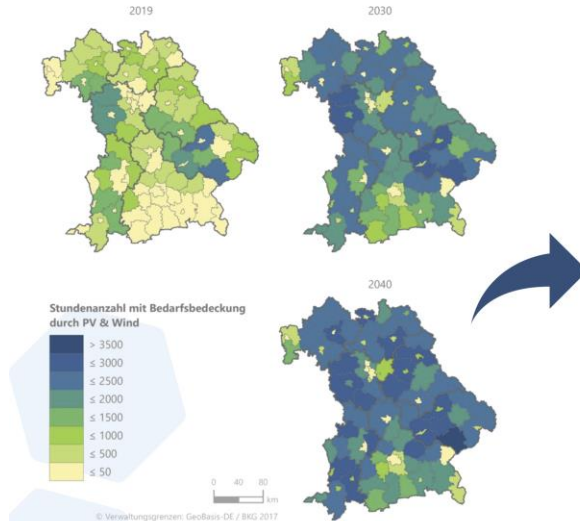 2019
2030
2040
Stundenanzahl mit Bedarfsbedeckung
durch PV & Wind
> 3500
≤ 3000
≤ 2500
≤ 2000
≤ 1500
≤ 1000
≤ 500
≤ 50
0 40 80
km
© Verwaltungsgrenzen: GeoBasis-DE / BKG 2017